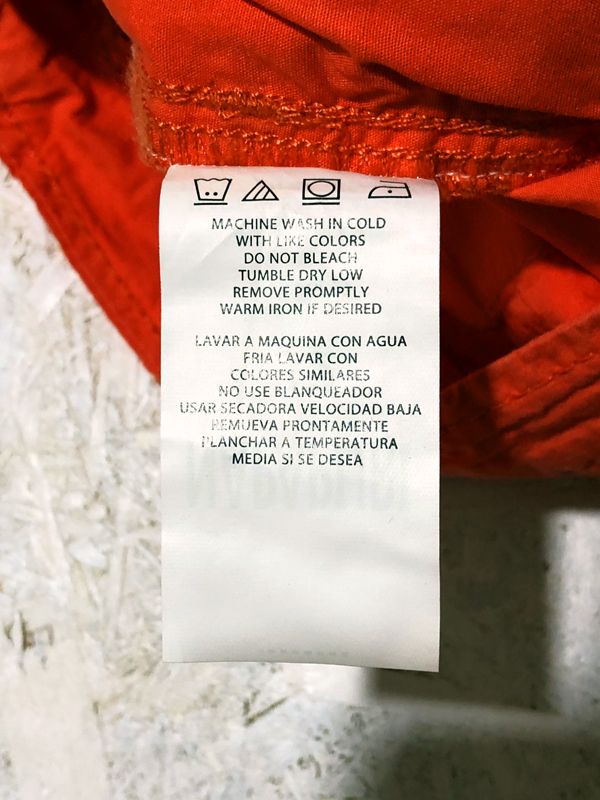 MACHINE WASH IN COLD
WITH LIKE COLORS
DO NOT BLEACH
TUMBLE DRY LOW
REMOVE PROMPTLY
WARM IRON IF DESIRED
LAVAR A MAQUINA CON AGUA
FRIA LAVAR CON
COLORES SIMILARES
NO USE BLANQUEADOR
USAR SECADORA VELOCIDAD BAJA
REMUEVA PRONTAMENTE
PLANCHAR A TEMPERATURA
MEDIA SI SE DESEA